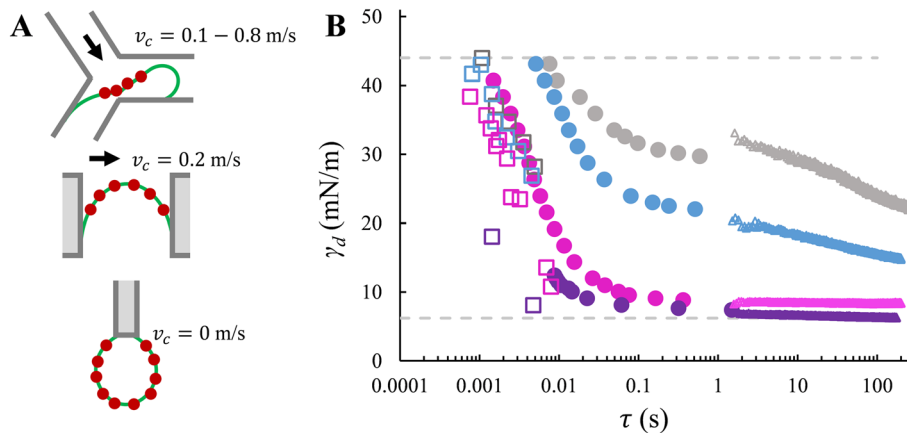 A
v_c = 0.1 – 0.8 m/s
v_c = 0.2 m/s
v_c = 0 m/s
B
50
40
30
20
10
0
γ_d (mN/m)
0.0001
0.001
0.01
0.1
1
10
100
τ (s)